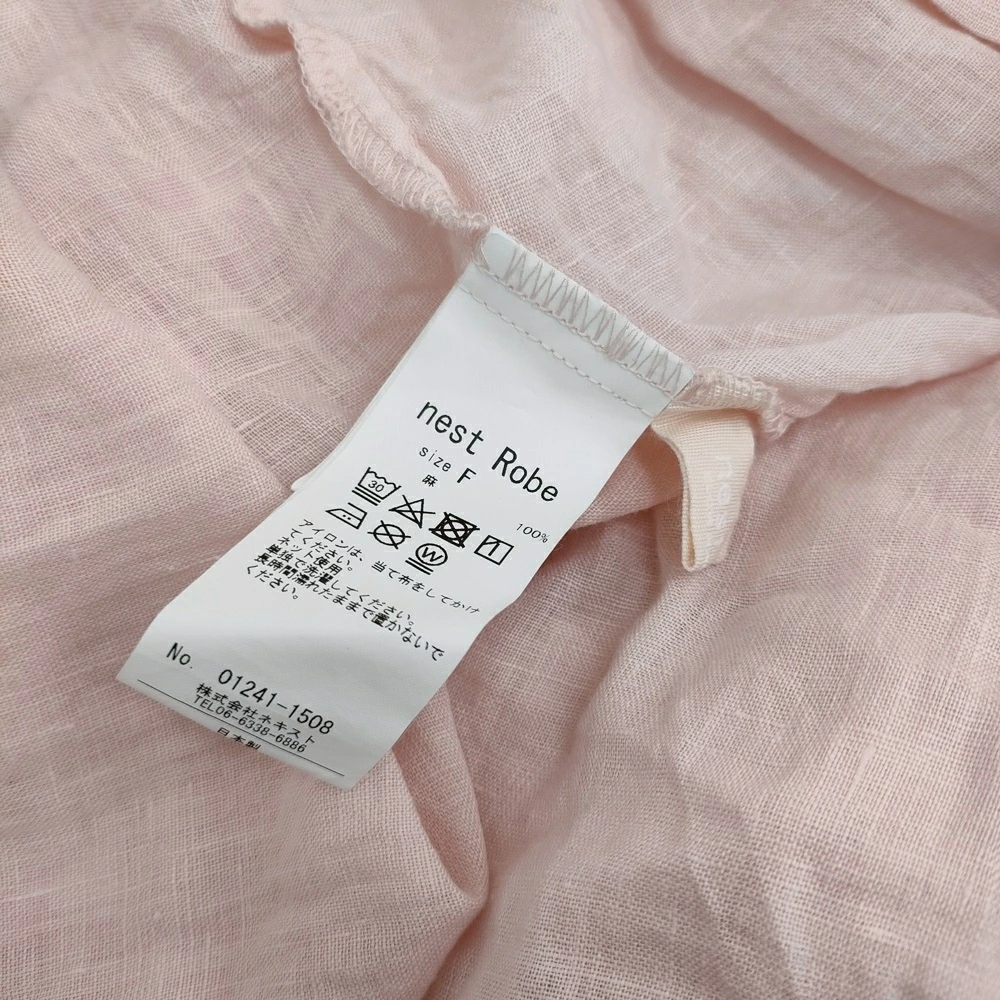 nest Robe
size F
麻 100%
30
W
アイロンは、当て布をしてかけ
てください。
ネット使用
単独で洗濯してください。
長時間濡れたままで置かないで
ください。
No. 01241-1508
株式会社ネキスト
TEL06-6338-6886
日本製